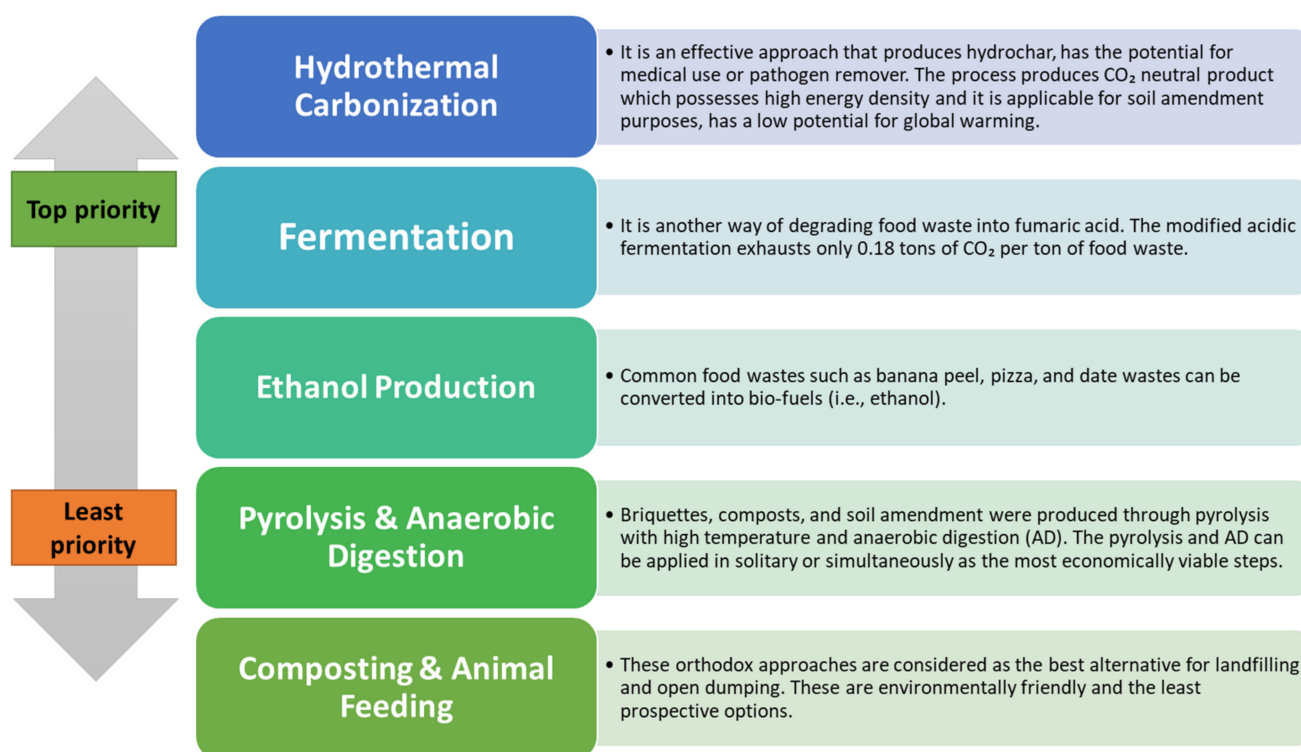 Top priority
Least
priority
Hydrothermal
Carbonization
• It is an effective approach that produces hydrochar, has the potential for
medical use or pathogen remover. The process produces CO₂ neutral product
which possesses high energy density and it is applicable for soil amendment
purposes, has a low potential for global warming.
Fermentation
• It is another way of degrading food waste into fumaric acid. The modified acidic
fermentation exhausts only 0.18 tons of CO₂ per ton of food waste.
Ethanol Production
• Common food wastes such as banana peel, pizza, and date wastes can be
converted into bio-fuels (i.e., ethanol).
Pyrolysis & Anaerobic
Digestion
• Briquettes, composts, and soil amendment were produced through pyrolysis
with high temperature and anaerobic digestion (AD). The pyrolysis and AD can
be applied in solitary or simultaneously as the most economically viable steps.
Composting & Animal
Feeding
• These orthodox approaches are considered as the best alternative for landfilling
and open dumping. These are environmentally friendly and the least
prospective options.